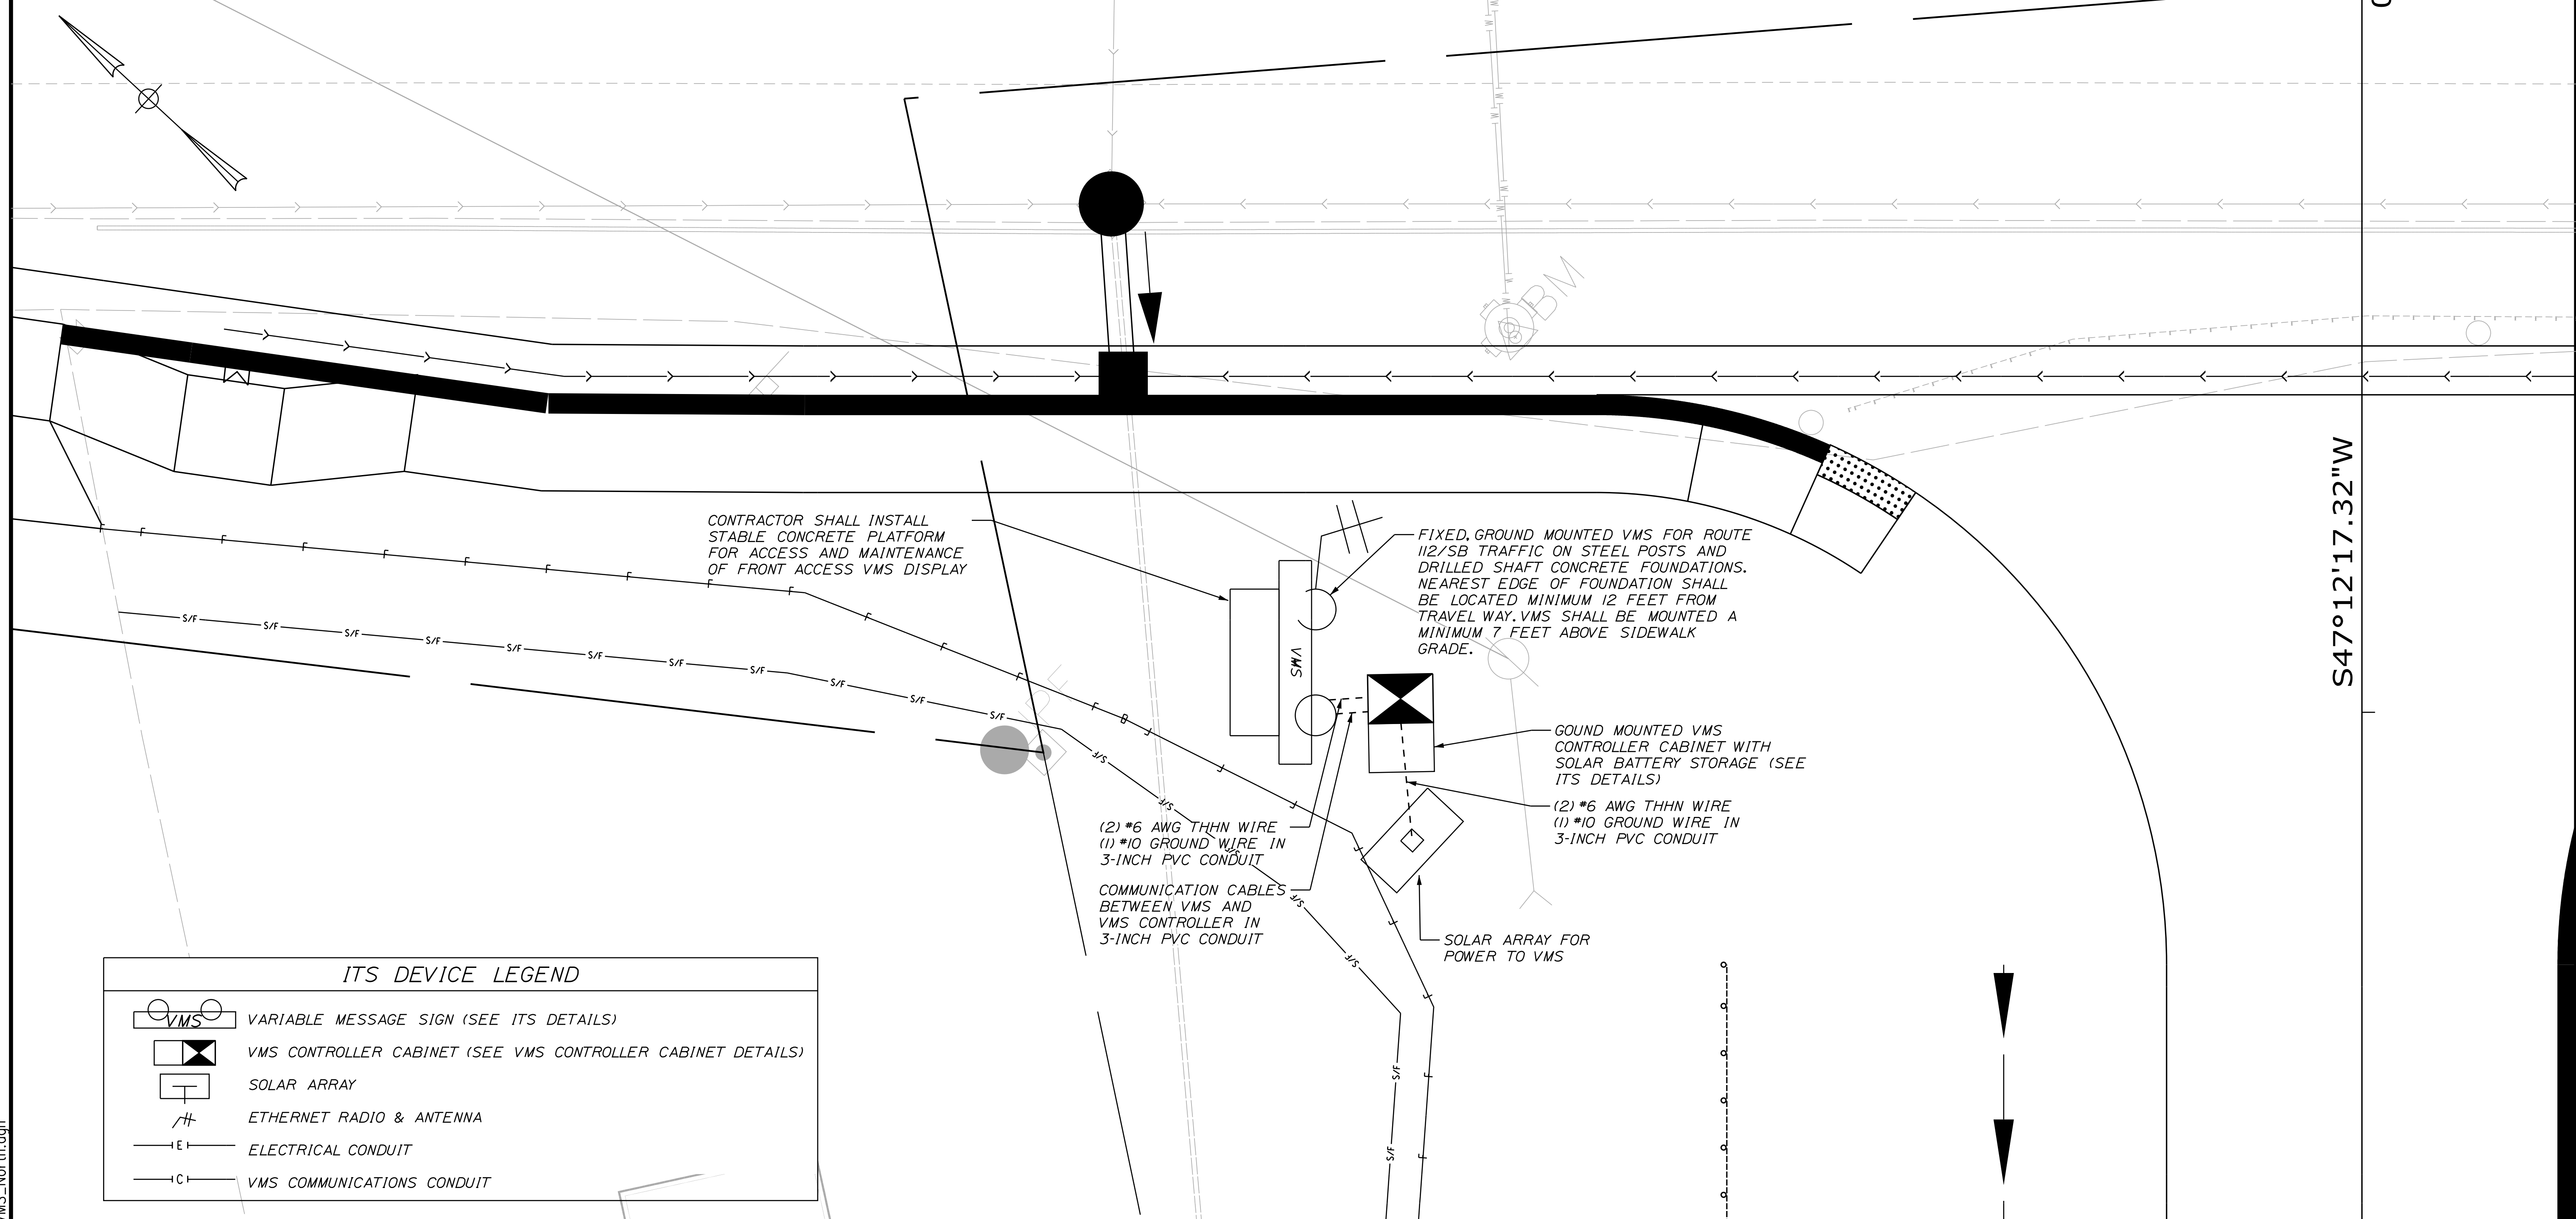 BM
CONTRACTOR SHALL INSTALL
STABLE CONCRETE PLATFORM
FOR ACCESS AND MAINTENANCE
OF FRONT ACCESS VMS DISPLAY
FIXED, GROUND MOUNTED VMS FOR ROUTE
112/SB TRAFFIC ON STEEL POSTS AND
DRILLED SHAFT CONCRETE FOUNDATIONS.
NEAREST EDGE OF FOUNDATION SHALL
BE LOCATED MINIMUM 12 FEET FROM
TRAVEL WAY. VMS SHALL BE MOUNTED A
MINIMUM 7 FEET ABOVE SIDEWALK
GRADE.
VMS
S47°12'17.32"W
GOUND MOUNTED VMS
CONTROLLER CABINET WITH
SOLAR BATTERY STORAGE (SEE
ITS DETAILS)
(2) #6 AWG THHN WIRE
(1) #10 GROUND WIRE IN
3-INCH PVC CONDUIT
(2) #6 AWG THHN WIRE
(1) #10 GROUND WIRE IN
3-INCH PVC CONDUIT
COMMUNICATION CABLES
BETWEEN VMS AND
VMS CONTROLLER IN
3-INCH PVC CONDUIT
SOLAR ARRAY FOR
POWER TO VMS
ITS DEVICE LEGEND
VMS
VARIABLE MESSAGE SIGN (SEE ITS DETAILS)
VMS CONTROLLER CABINET (SEE VMS CONTROLLER CABINET DETAILS)
SOLAR ARRAY
ETHERNET RADIO & ANTENNA
E
ELECTRICAL CONDUIT
C
VMS COMMUNICATIONS CONDUIT
S/F S/F S/F S/F S/F S/F S/F S/F S/F S/F S/F
S/F S/F S/F S/F S/F S/F S/F